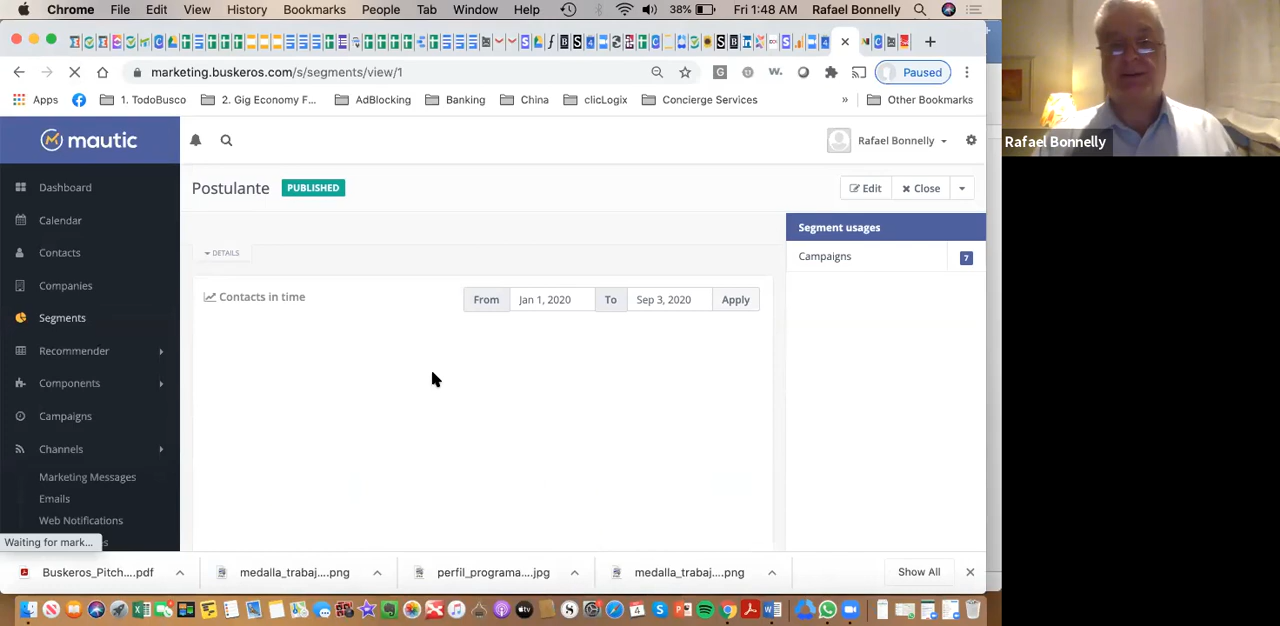 Chrome File Edit View History Bookmarks People Tab Window Help 38% Fri 1:48 AM Rafael Bonnelly
marketing.buskeros.com/s/segments/view/1 Paused
Apps 1. TodoBusco 2. Gig Economy F... AdBlocking Banking China clicLogix Concierge Services » Other Bookmarks
mautic
Rafael Bonnelly
Rafael Bonnelly
Postulante PUBLISHED Edit Close
Dashboard
Calendar
Contacts
Companies
Segments
Recommender
Components
Campaigns
Channels
Marketing Messages
Emails
Web Notifications
Waiting for mark...
DETAILS
Contacts in time From Jan 1, 2020 To Sep 3, 2020 Apply
Segment usages
Campaigns 7
Buskeros_Pitch....pdf medalla_trabaj....png perfil_programa....jpg medalla_trabaj....png Show All